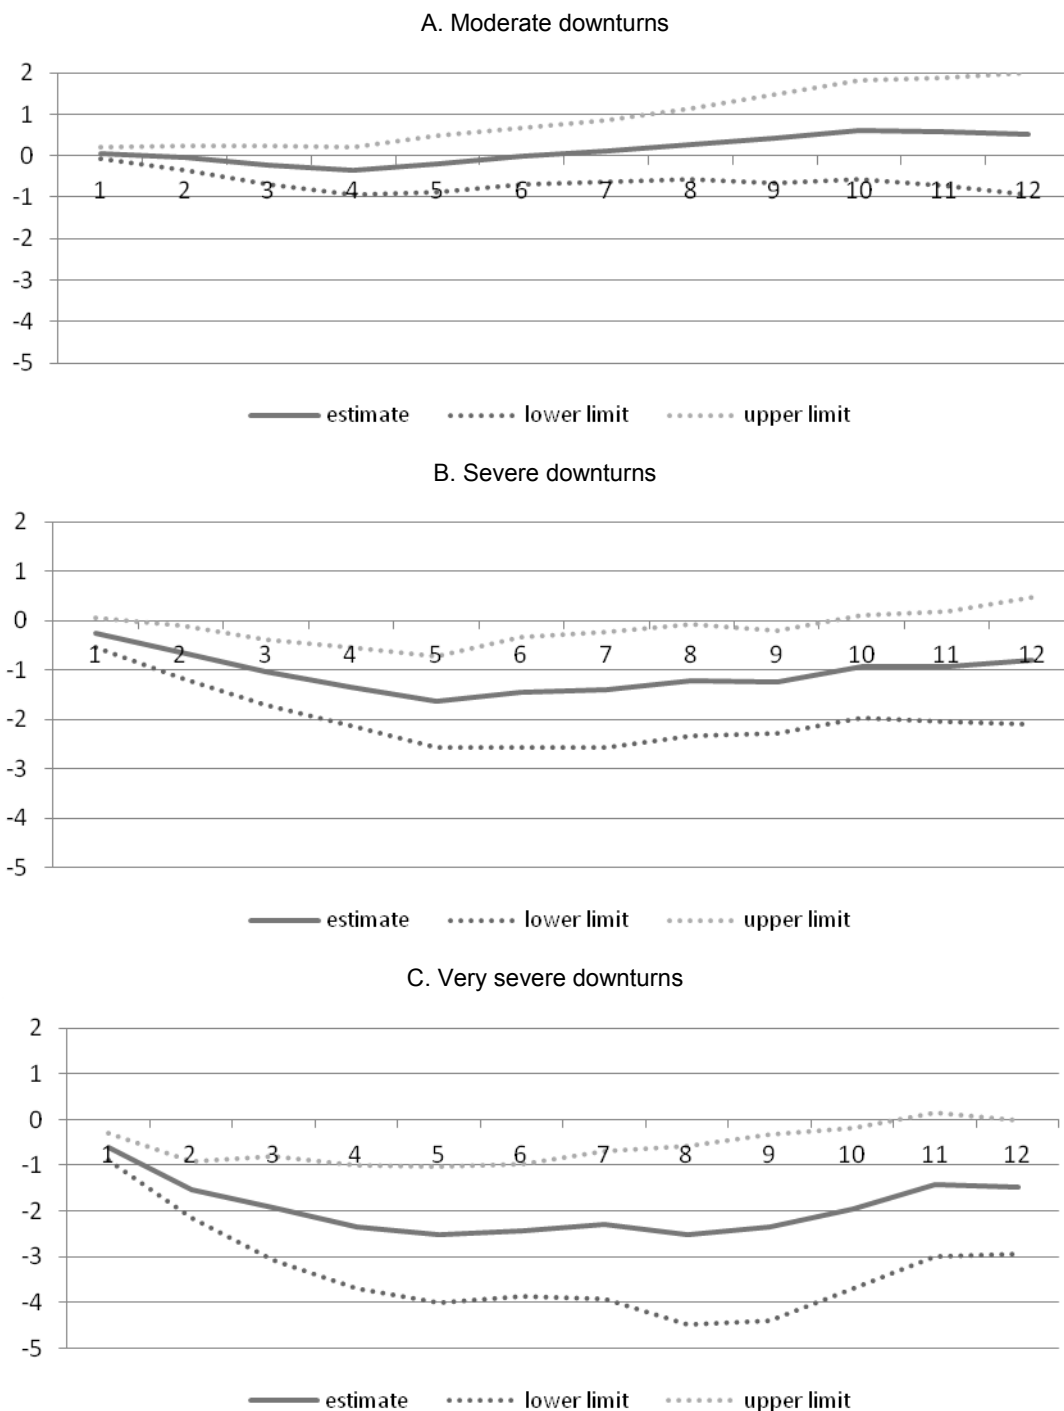 A. Moderate downturns
2
1
0
-1
-2
-3
-4
-5
1 2 3 4 5 6 7 8 9 10 11 12
estimate lower limit upper limit
B. Severe downturns
2
1
0
-1
-2
-3
-4
-5
1 2 3 4 5 6 7 8 9 10 11 12
estimate lower limit upper limit
C. Very severe downturns
2
1
0
-1
-2
-3
-4
-5
1 2 3 4 5 6 7 8 9 10 11 12
estimate lower limit upper limit